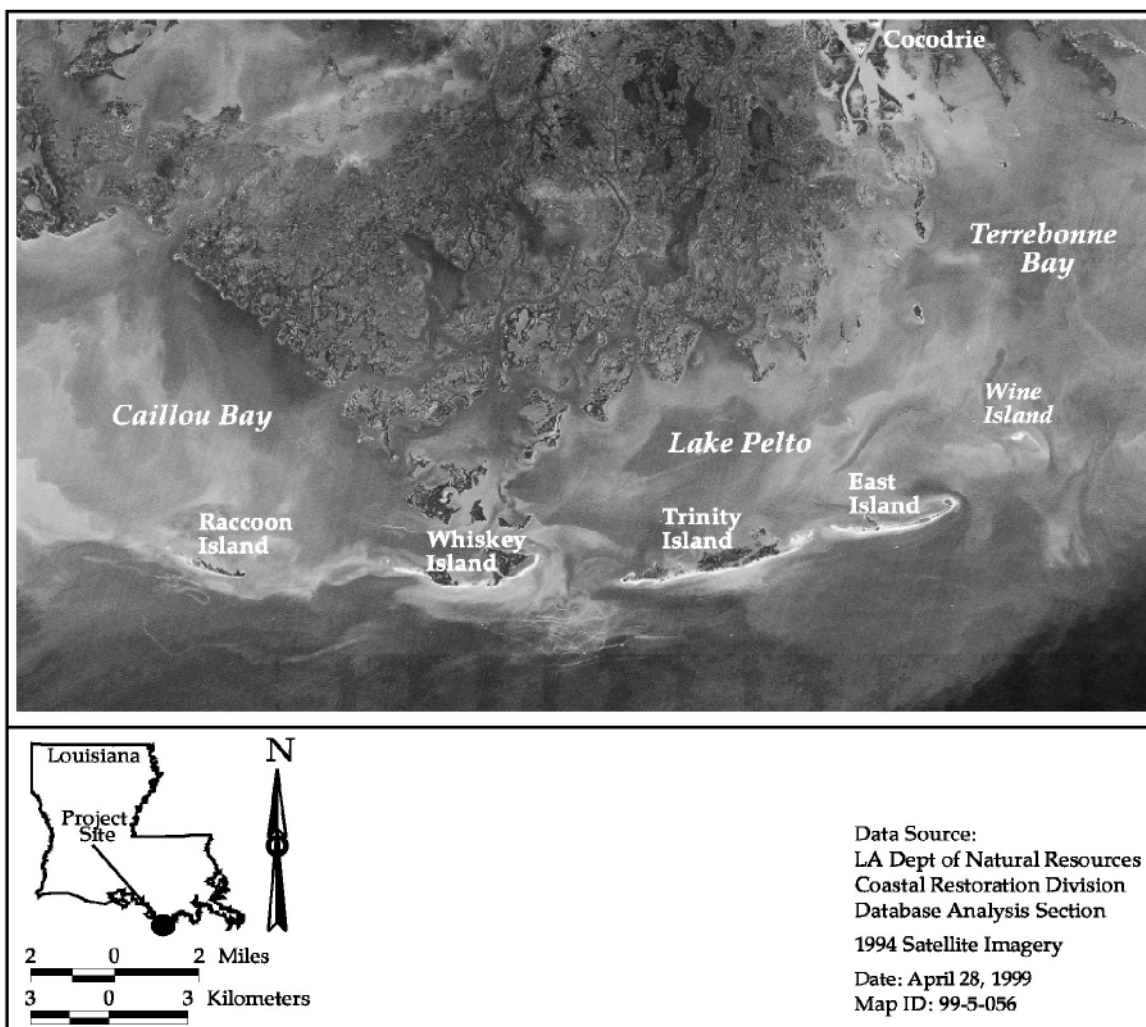 Cocodrie
Terrebonne
Bay
Wine
Island
Caillou Bay
Lake Pelto
East
Island
Raccoon
Island
Whiskey
Island
Trinity
Island
Louisiana
Project
Site
N
2 0 2 Miles
3 0 3 Kilometers
Data Source:
LA Dept of Natural Resources
Coastal Restoration Division
Database Analysis Section
1994 Satellite Imagery
Date: April 28, 1999
Map ID: 99-5-056